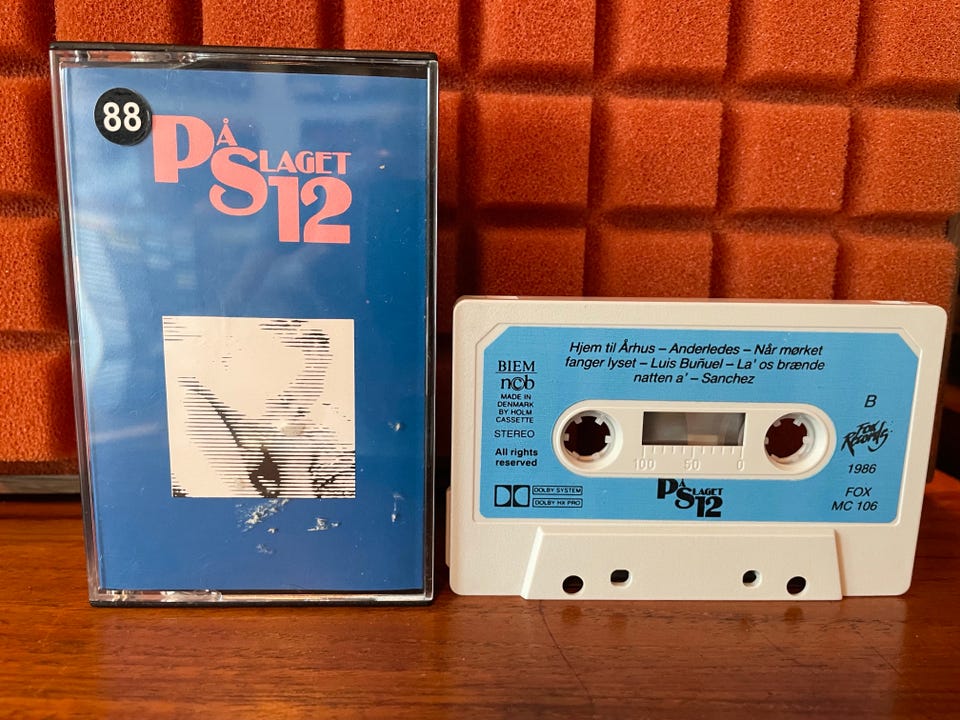 88
PÅ SLAGET 12
Hjem til Århus – Anderledes – Når mørket
fanger lyset – Luis Buñuel – La' os brænde
natten a' – Sanchez
BIEM
ncb
MADE IN
DENMARK
BY HOLM
CASSETTE
STEREO
All rights
reserved
DOLBY SYSTEM
DOLBY HX PRO
100 50 0
PÅ SLAGET 12
B
Fox
Records
1986
FOX
MC 106